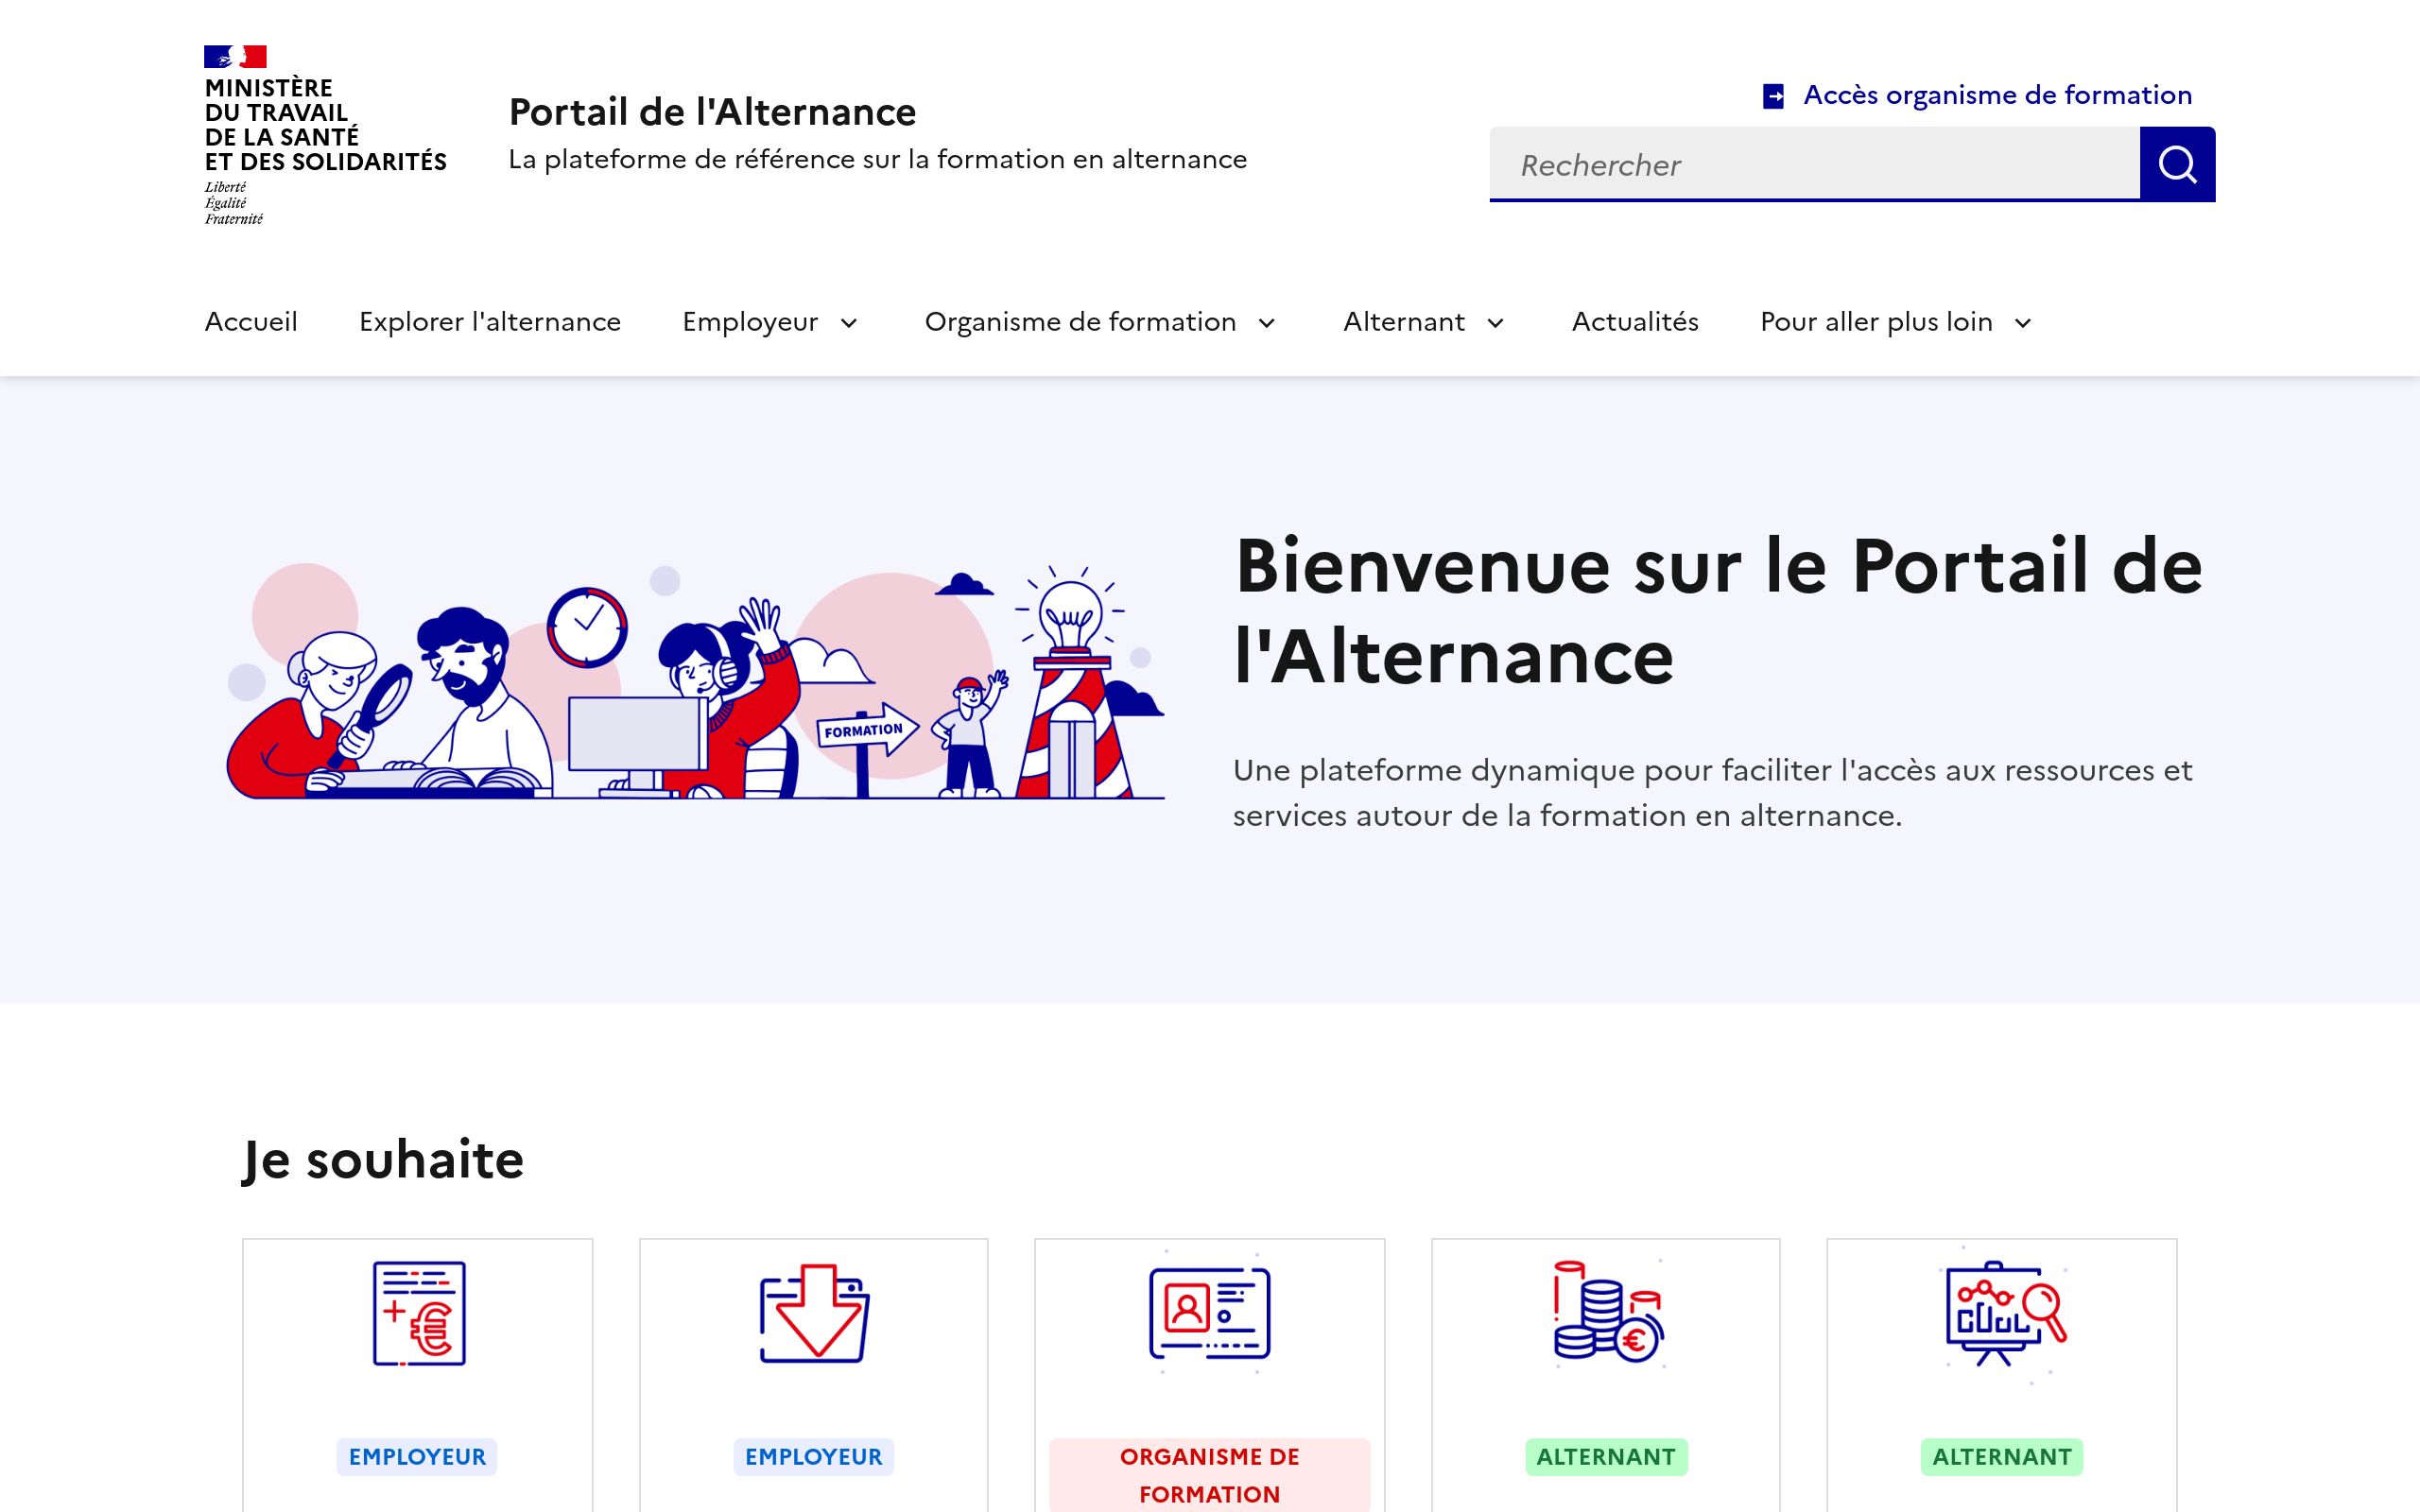 MINISTÈRE
DU TRAVAIL
DE LA SANTÉ
ET DES SOLIDARITÉS
Liberté
Égalité
Fraternité
Portail de l'Alternance
La plateforme de référence sur la formation en alternance
Accès organisme de formation
Rechercher
Accueil
Explorer l'alternance
Employeur
Organisme de formation
Alternant
Actualités
Pour aller plus loin
FORMATION
Bienvenue sur le Portail de
l'Alternance
Une plateforme dynamique pour faciliter l'accès aux ressources et
services autour de la formation en alternance.
Je souhaite
EMPLOYEUR
EMPLOYEUR
ORGANISME DE
FORMATION
ALTERNANT
ALTERNANT